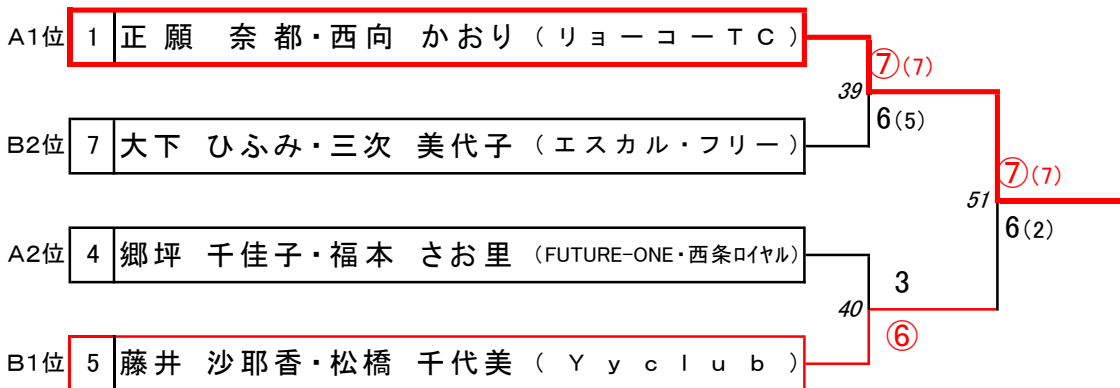 A1位 1 正願 奈都・西向 かおり (リョーコーTC)
⑦(7)
39
6(5)
B2位 7 大下 ひふみ・三次 美代子 (エスカル・フリー)
⑦(7)
51
6(2)
A2位 4 郷坪 千佳子・福本 さお里 (FUTURE-ONE・西条ロイヤル)
3
40
⑥
B1位 5 藤井 沙耶香・松橋 千代美 (Yyclub)